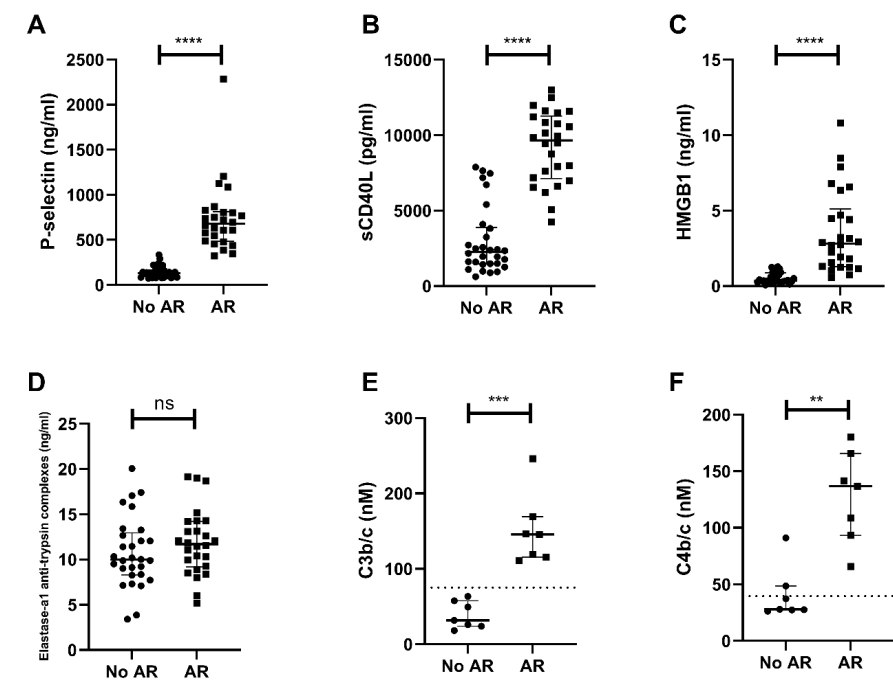 A
****
P-selectin (ng/ml)
2500
2000
1500
1000
500
0
No AR
AR
B
****
sCD40L (pg/ml)
15000
10000
5000
0
No AR
AR
C
****
HMGB1 (ng/ml)
15
10
5
0
No AR
AR
D
ns
Elastase-a1 anti-trypsin complexes (ng/ml)
25
20
15
10
5
0
No AR
AR
E
***
C3b/c (nM)
300
200
100
0
No AR
AR
F
**
C4b/c (nM)
200
150
100
50
0
No AR
AR